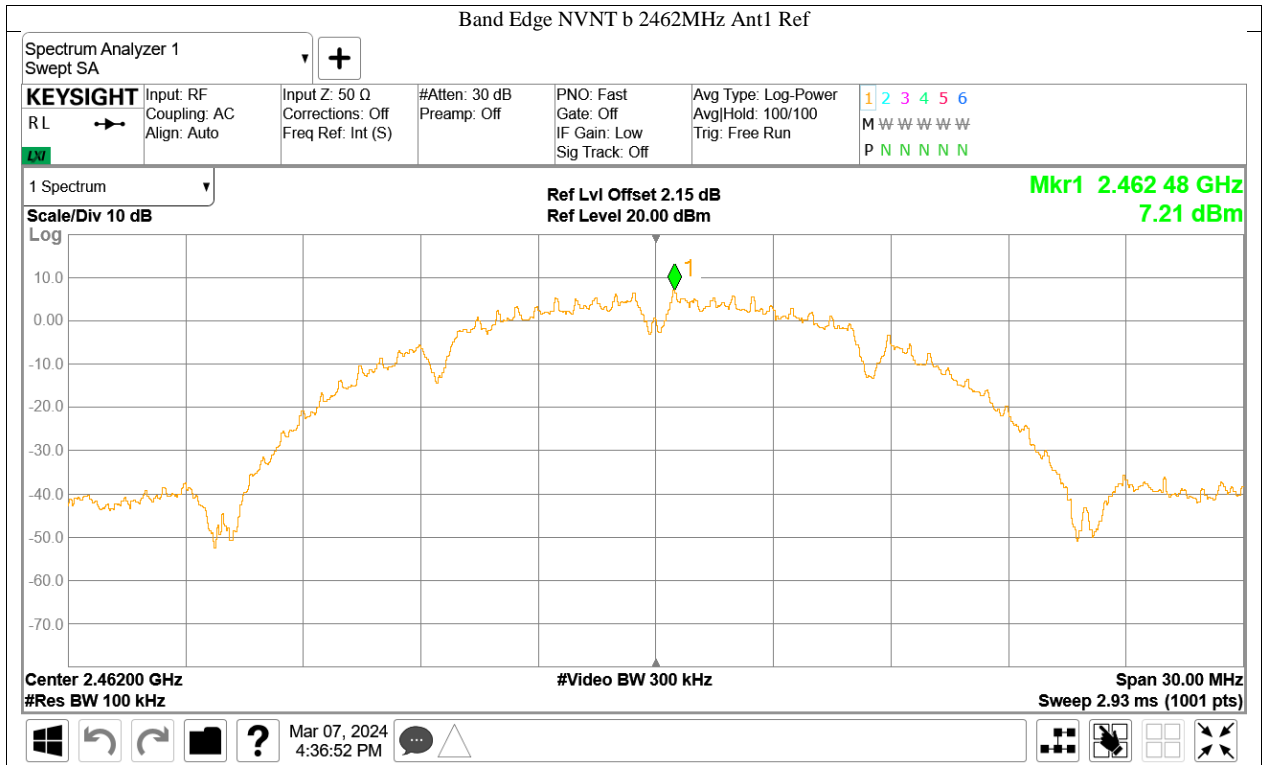 Band Edge NVNT b 2462MHz Ant1 Ref
Spectrum Analyzer 1
Swept SA
KEYSIGHT
R L
LXI
Input: RF
Coupling: AC
Align: Auto
Input Z: 50 Ω
Corrections: Off
Freq Ref: Int (S)
#Atten: 30 dB
Preamp: Off
PNO: Fast
Gate: Off
IF Gain: Low
Sig Track: Off
Avg Type: Log-Power
Avg|Hold: 100/100
Trig: Free Run
1 2 3 4 5 6
M W W W W W
P N N N N N
1 Spectrum
Scale/Div 10 dB
Log
Ref Lvl Offset 2.15 dB
Ref Level 20.00 dBm
Mkr1 2.462 48 GHz
7.21 dBm
1
10.0
0.00
-10.0
-20.0
-30.0
-40.0
-50.0
-60.0
-70.0
Center 2.46200 GHz
#Res BW 100 kHz
#Video BW 300 kHz
Span 30.00 MHz
Sweep 2.93 ms (1001 pts)
?
Mar 07, 2024
4:36:52 PM